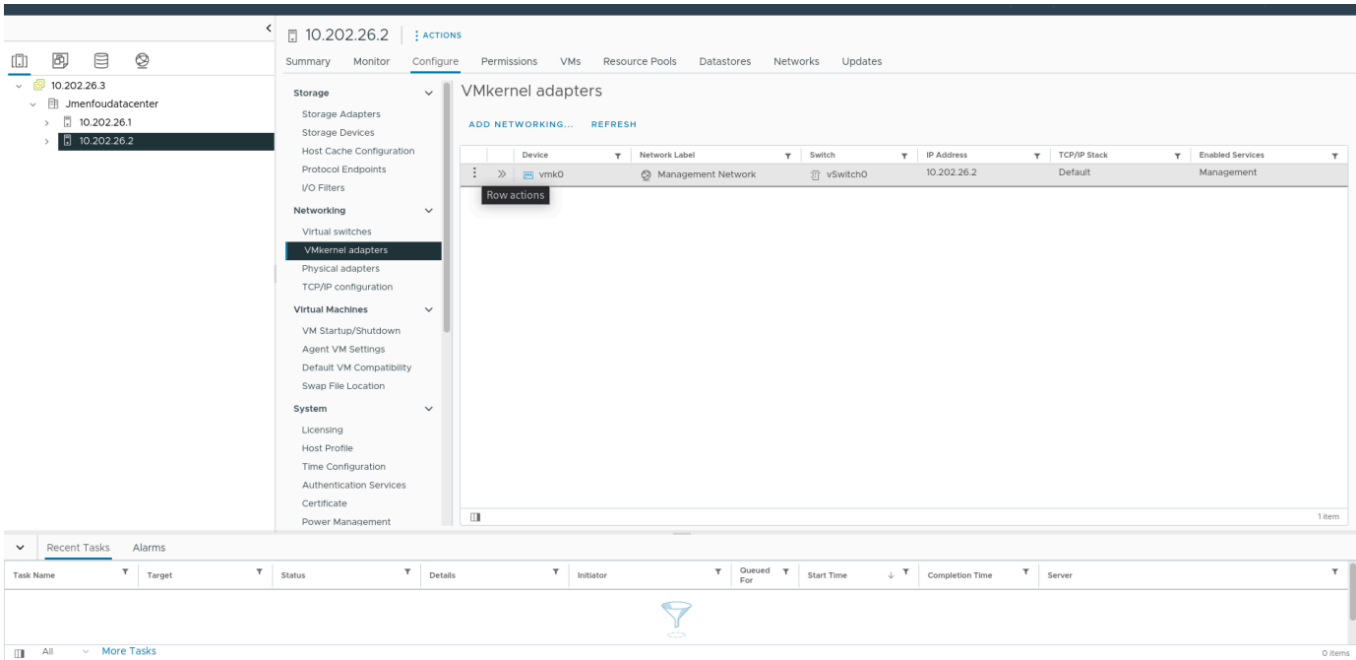 10.202.26.2 ACTIONS
Summary Monitor Configure Permissions VMs Resource Pools Datastores Networks Updates
10.202.26.3
Jmenfoudatacenter
10.202.26.1
10.202.26.2
Storage
Storage Adapters
Storage Devices
Host Cache Configuration
Protocol Endpoints
I/O Filters
Networking
Virtual switches
VMkernel adapters
Physical adapters
TCP/IP configuration
Virtual Machines
VM Startup/Shutdown
Agent VM Settings
Default VM Compatibility
Swap File Location
System
Licensing
Host Profile
Time Configuration
Authentication Services
Certificate
Power Management
VMkernel adapters
ADD NETWORKING... REFRESH
Device Network Label Switch IP Address TCP/IP Stack Enabled Services
vmk0 Management Network vSwitch0 10.202.26.2 Default Management
Row actions
1 item
Recent Tasks Alarms
Task Name Target Status Details Initiator Queued For Start Time Completion Time Server
All More Tasks 0 items